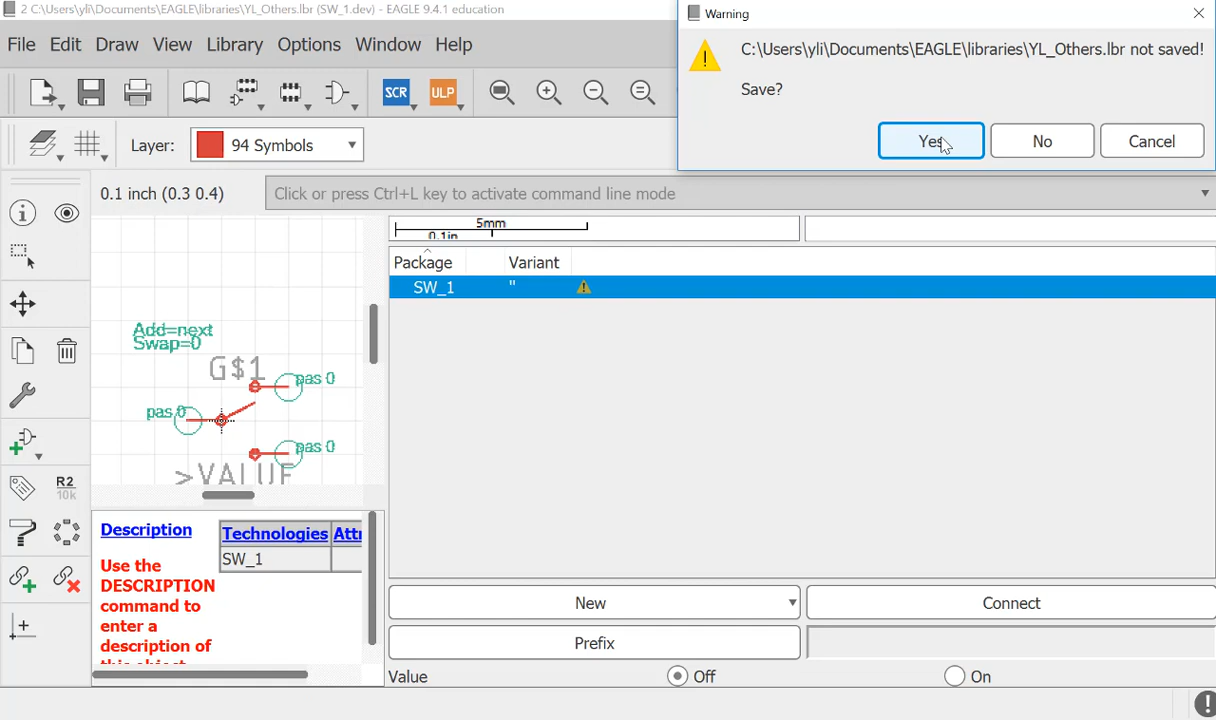 2 C:\Users\yli\Documents\EAGLE\libraries\YL_Others.lbr (SW_1.dev) - EAGLE 9.4.1 education
Warning
C:\Users\yli\Documents\EAGLE\libraries\YL_Others.lbr not saved!
Save?
Yes No Cancel
File Edit Draw View Library Options Window Help
SCR ULP
Layer: 94 Symbols
0.1 inch (0.3 0.4) Click or press Ctrl+L key to activate command line mode
5mm
0.1in
Package Variant
SW_1 ''
Add=next
Swap=0
G$1
pas 0
pas 0
pas 0
>VALUE
R2
10k
Description
Use the
DESCRIPTION
command to
enter a
description of
this object
Technologies Attr
SW_1
New Connect
Prefix
Value Off On